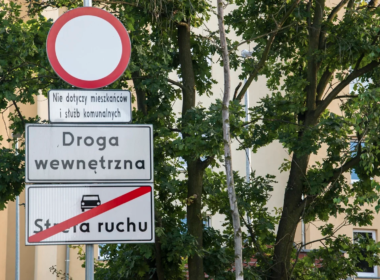 Nie dotyczy mieszkańców
i służb komunalnych
Droga
wewnętrzna
Strefa ruchu